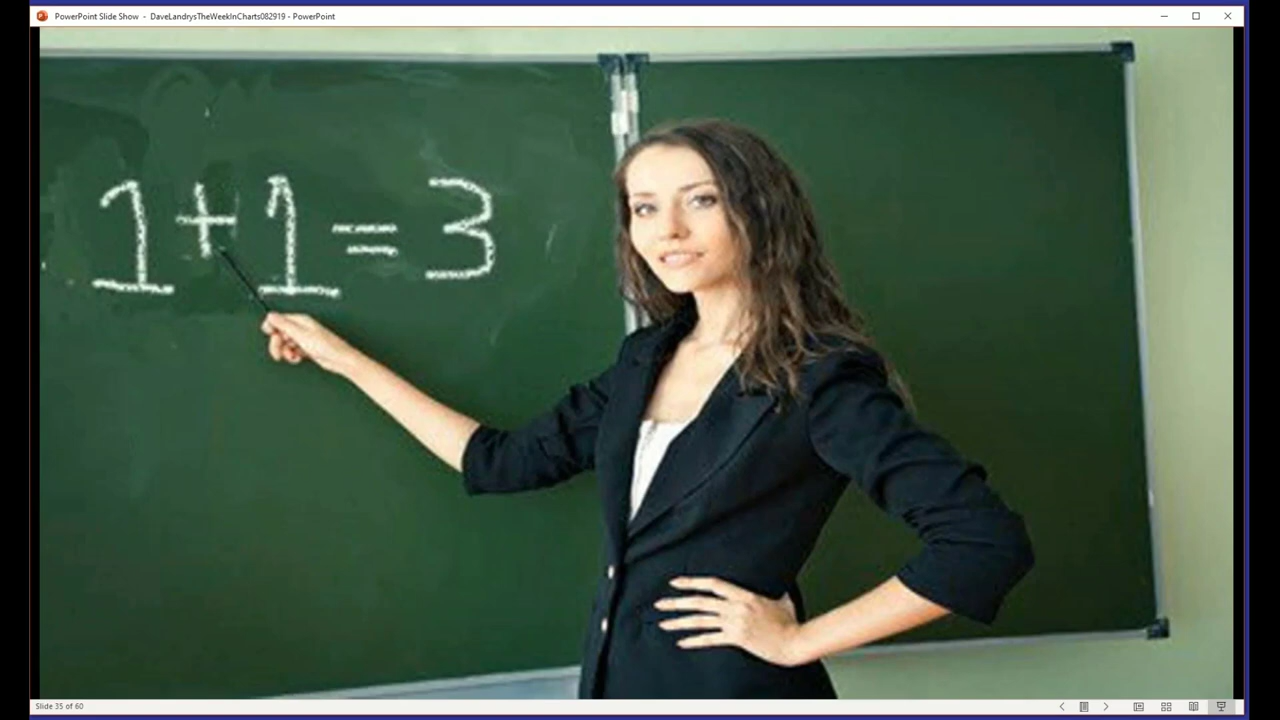 PowerPoint Slide Show - DaveLandrysTheWeekInCharts082919 - PowerPoint
1 + 1 = 3
Slide 35 of 60